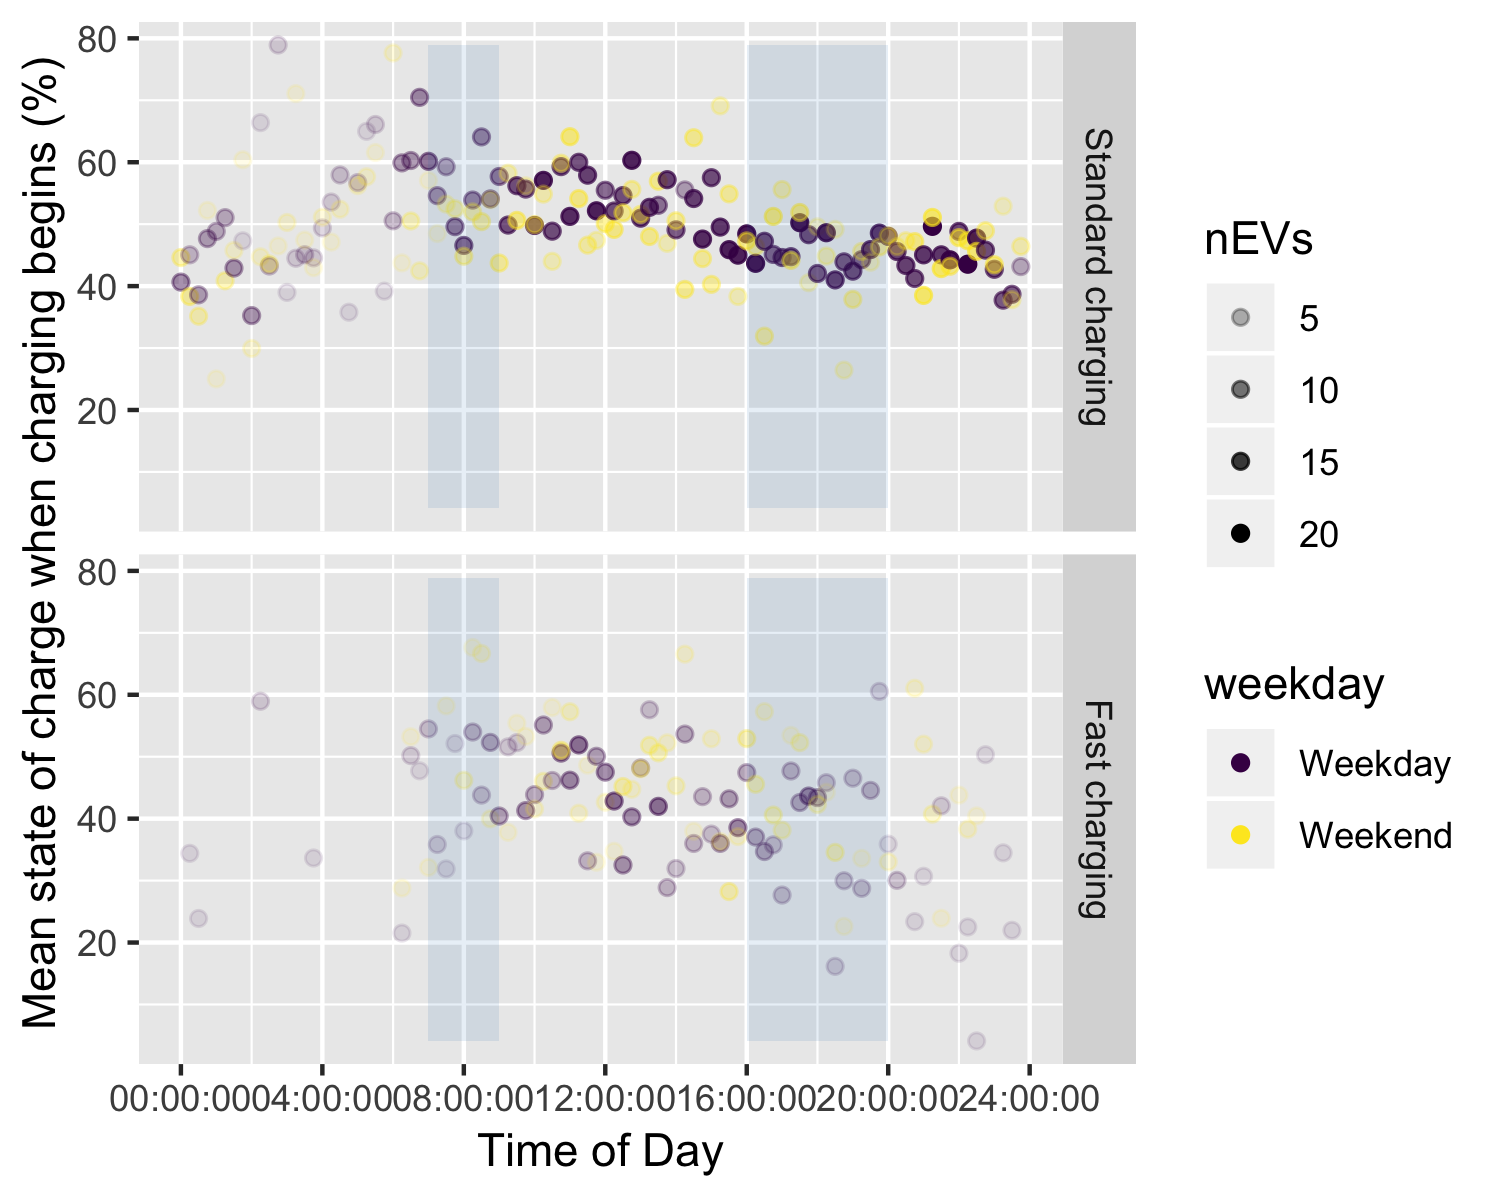 Mean state of charge when charging begins (%)
80
60
40
20
Standard charging
80
60
40
20
Fast charging
00:00:00 04:00:00 08:00:00 12:00:00 16:00:00 20:00:00 24:00:00
Time of Day
nEVs
5
10
15
20
weekday
Weekday
Weekend